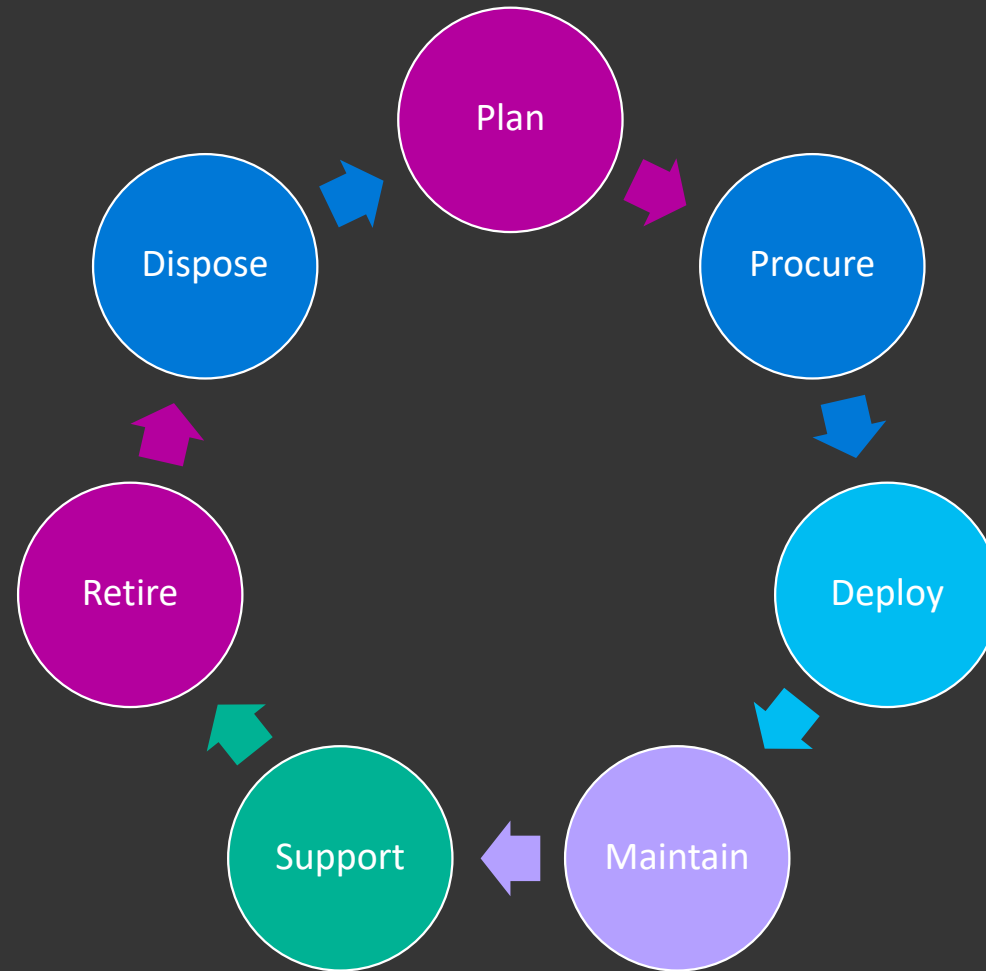 Plan
Procure
Deploy
Maintain
Support
Retire
Dispose